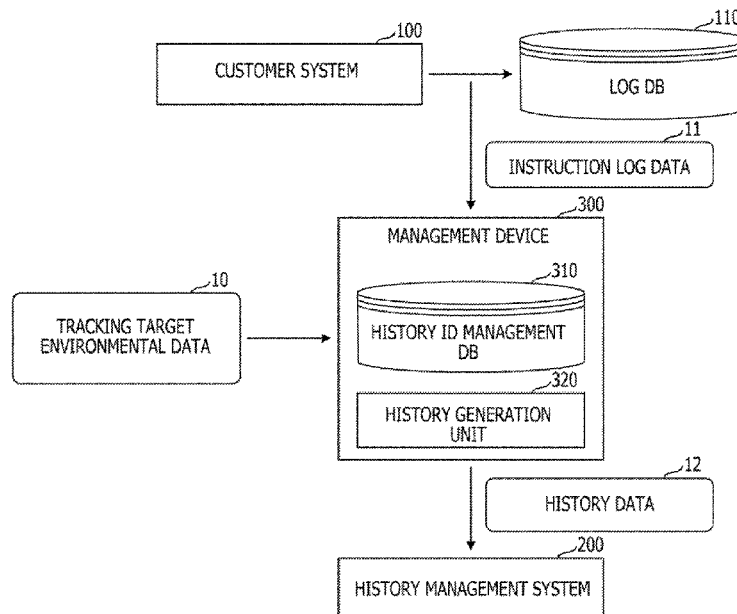 100
CUSTOMER SYSTEM
110
LOG DB
11
INSTRUCTION LOG DATA
300
MANAGEMENT DEVICE
310
HISTORY ID MANAGEMENT
DB
10
TRACKING TARGET
ENVIRONMENTAL DATA
320
HISTORY GENERATION
UNIT
12
HISTORY DATA
200
HISTORY MANAGEMENT SYSTEM